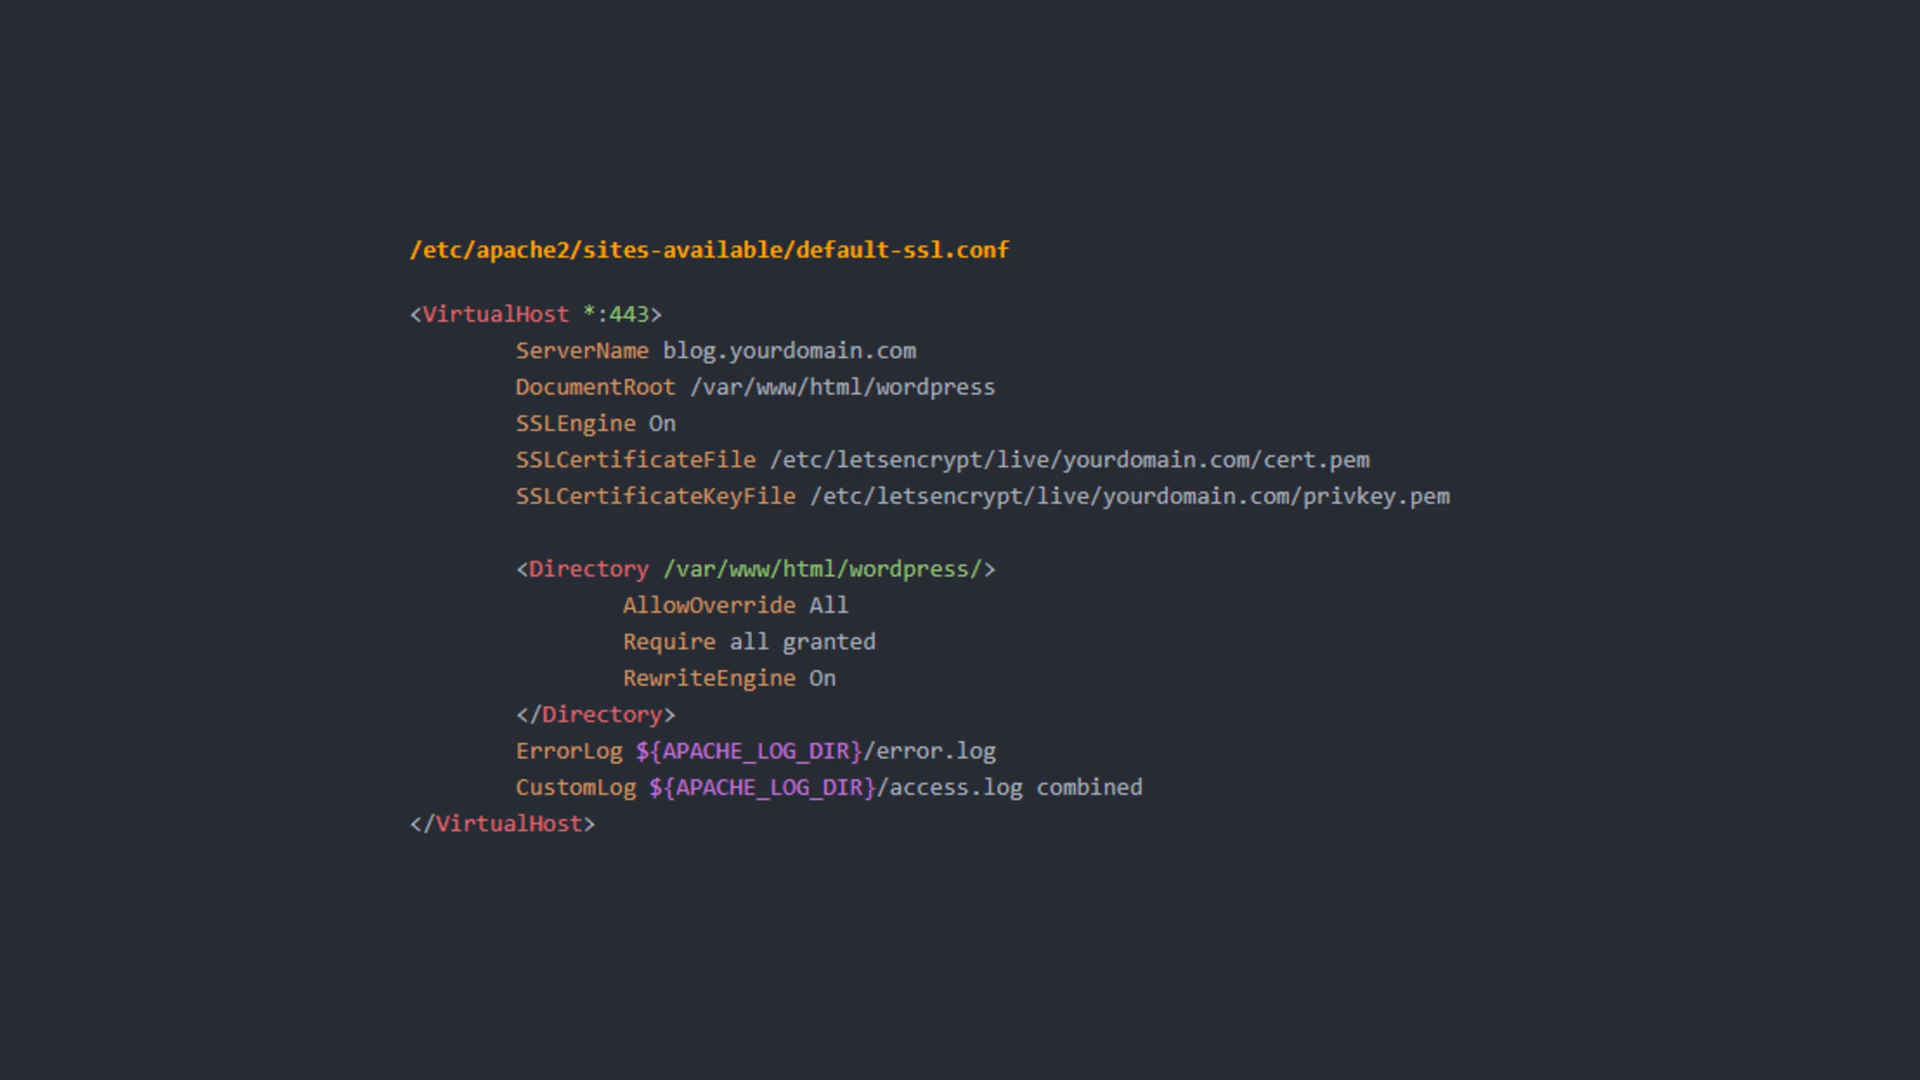 /etc/apache2/sites-available/default-ssl.conf
<VirtualHost *:443>
ServerName blog.yourdomain.com
DocumentRoot /var/www/html/wordpress
SSLEngine On
SSLCertificateFile /etc/letsencrypt/live/yourdomain.com/cert.pem
SSLCertificateKeyFile /etc/letsencrypt/live/yourdomain.com/privkey.pem
<Directory /var/www/html/wordpress/>
AllowOverride All
Require all granted
RewriteEngine On
</Directory>
ErrorLog ${APACHE_LOG_DIR}/error.log
CustomLog ${APACHE_LOG_DIR}/access.log combined
</VirtualHost>